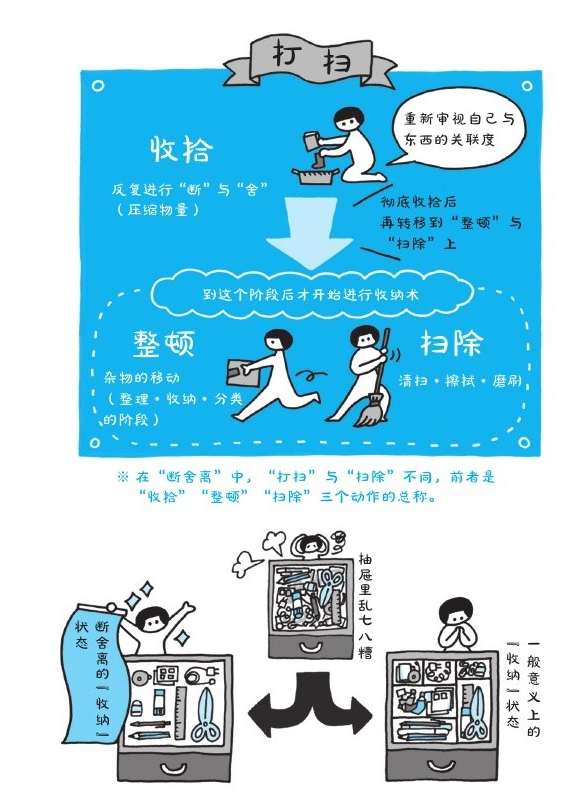 打扫
重新审视自己与
东西的关联度
收拾
反复进行“断”与“舍”
（压缩物量）
彻底收拾后
再转移到“整顿”与
“扫除”上
到这个阶段后才开始进行收纳术
整顿
杂物的移动
（整理·收纳·分类
的阶段）
扫除
清扫·擦拭·磨刷
※ 在“断舍离”中，“打扫”与“扫除”不同，前者是
“收拾”“整顿”“扫除”三个动作的总称。
抽屉里乱七八糟
断舍离的『收纳』
状态
一般意义上的
『收纳』状态